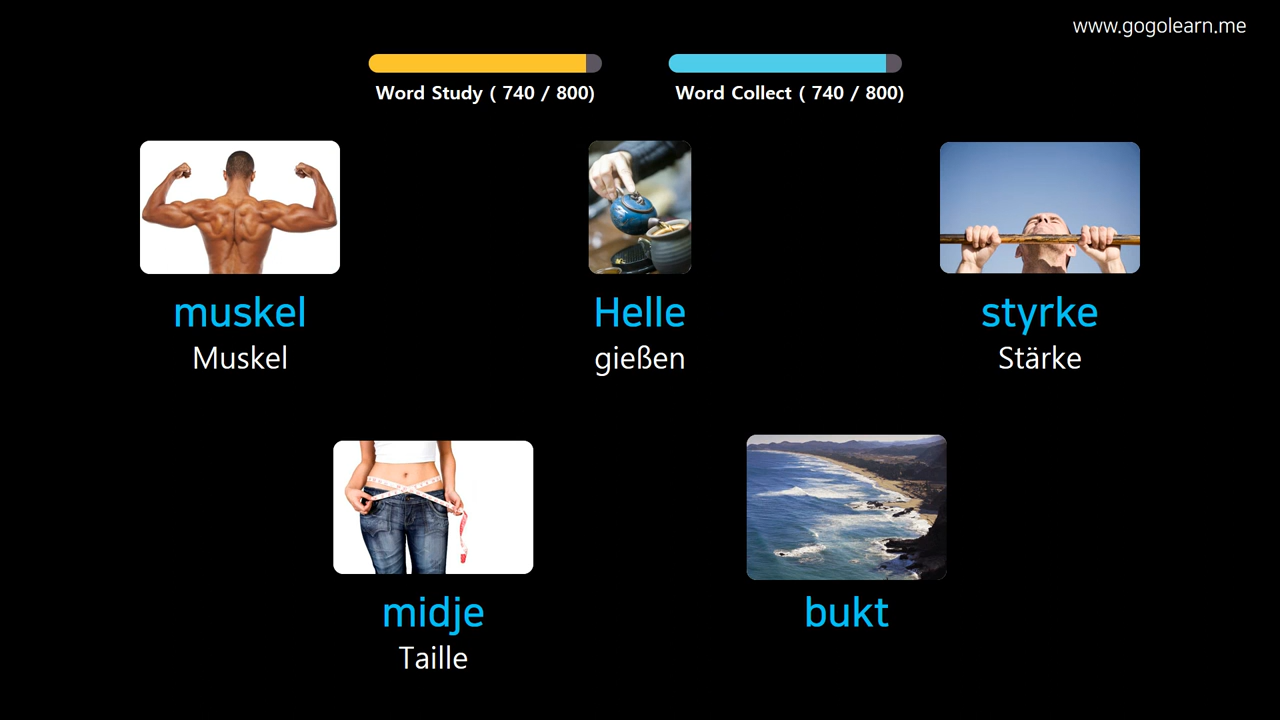 www.gogolearn.me
Word Study ( 740 / 800)
Word Collect ( 740 / 800)
muskel
Muskel
Helle
gießen
styrke
Stärke
midje
Taille
bukt